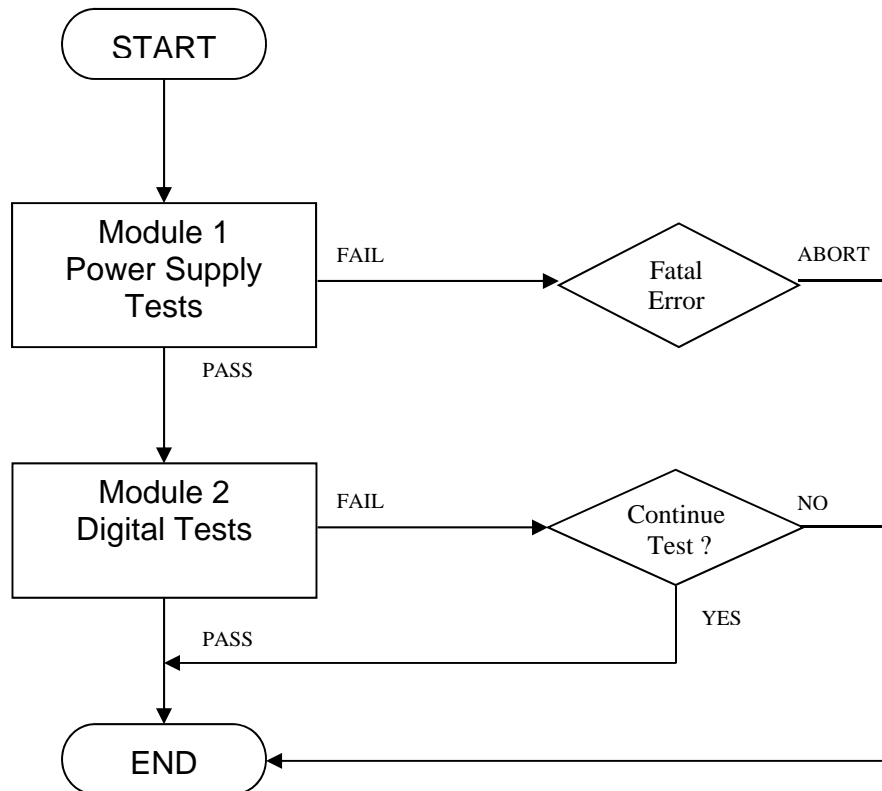 START
Module 1
Power Supply
Tests
FAIL
Fatal
Error
ABORT
PASS
Module 2
Digital Tests
FAIL
Continue
Test ?
NO
YES
PASS
END